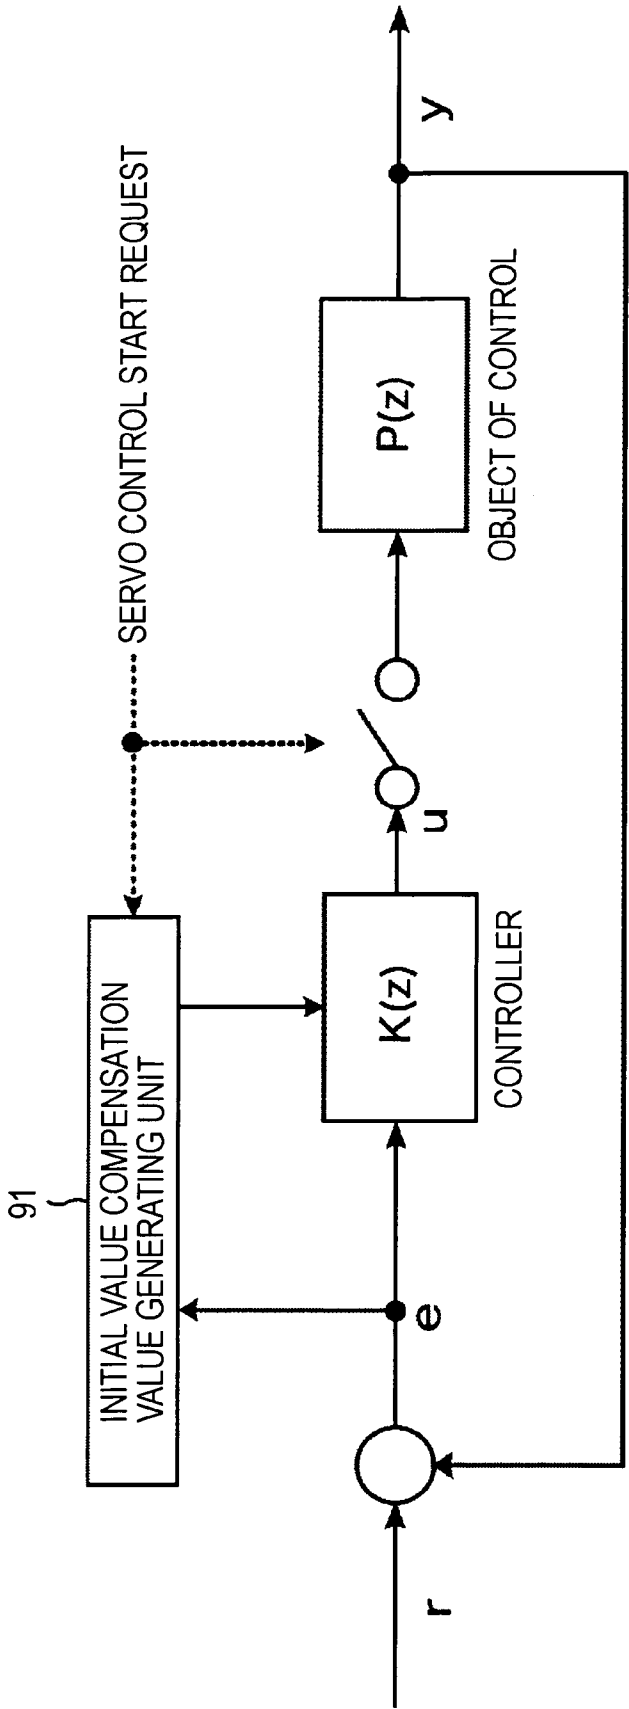 91
INITIAL VALUE COMPENSATION
VALUE GENERATING UNIT
SERVO CONTROL START REQUEST
r
e
K(z)
CONTROLLER
u
P(z)
OBJECT OF CONTROL
y